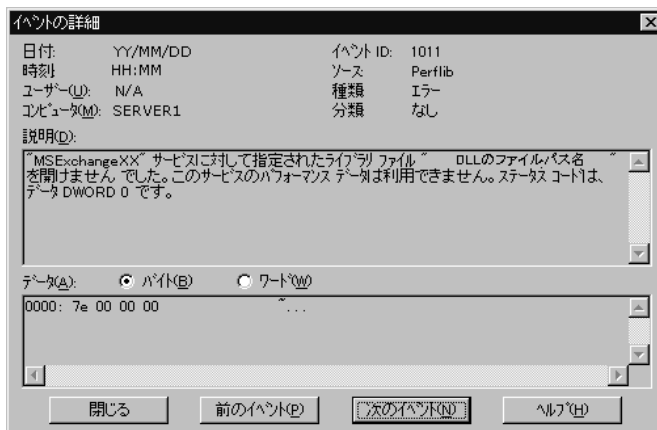 イベントの詳細
日付: YY/MM/DD イベント ID: 1011
時刻: HH:MM ソース: Perflib
ユーザー(U): N/A 種類 エラー
コンピュータ(M): SERVER1 分類 なし
説明(D):
"MSExchangeXX" サービスに対して指定されたライブラリ ファイル " DLLのファイルパス名 "
を開けません でした。このサービスのパフォーマンス データは利用できません。ステータス コードは、
データ DWORD 0 です。
データ(A): バイト(B) ワード(W)
0000: 7e 00 00 00 ~...
閉じる 前のイベント(P) 次のイベント(N) ヘルプ(H)